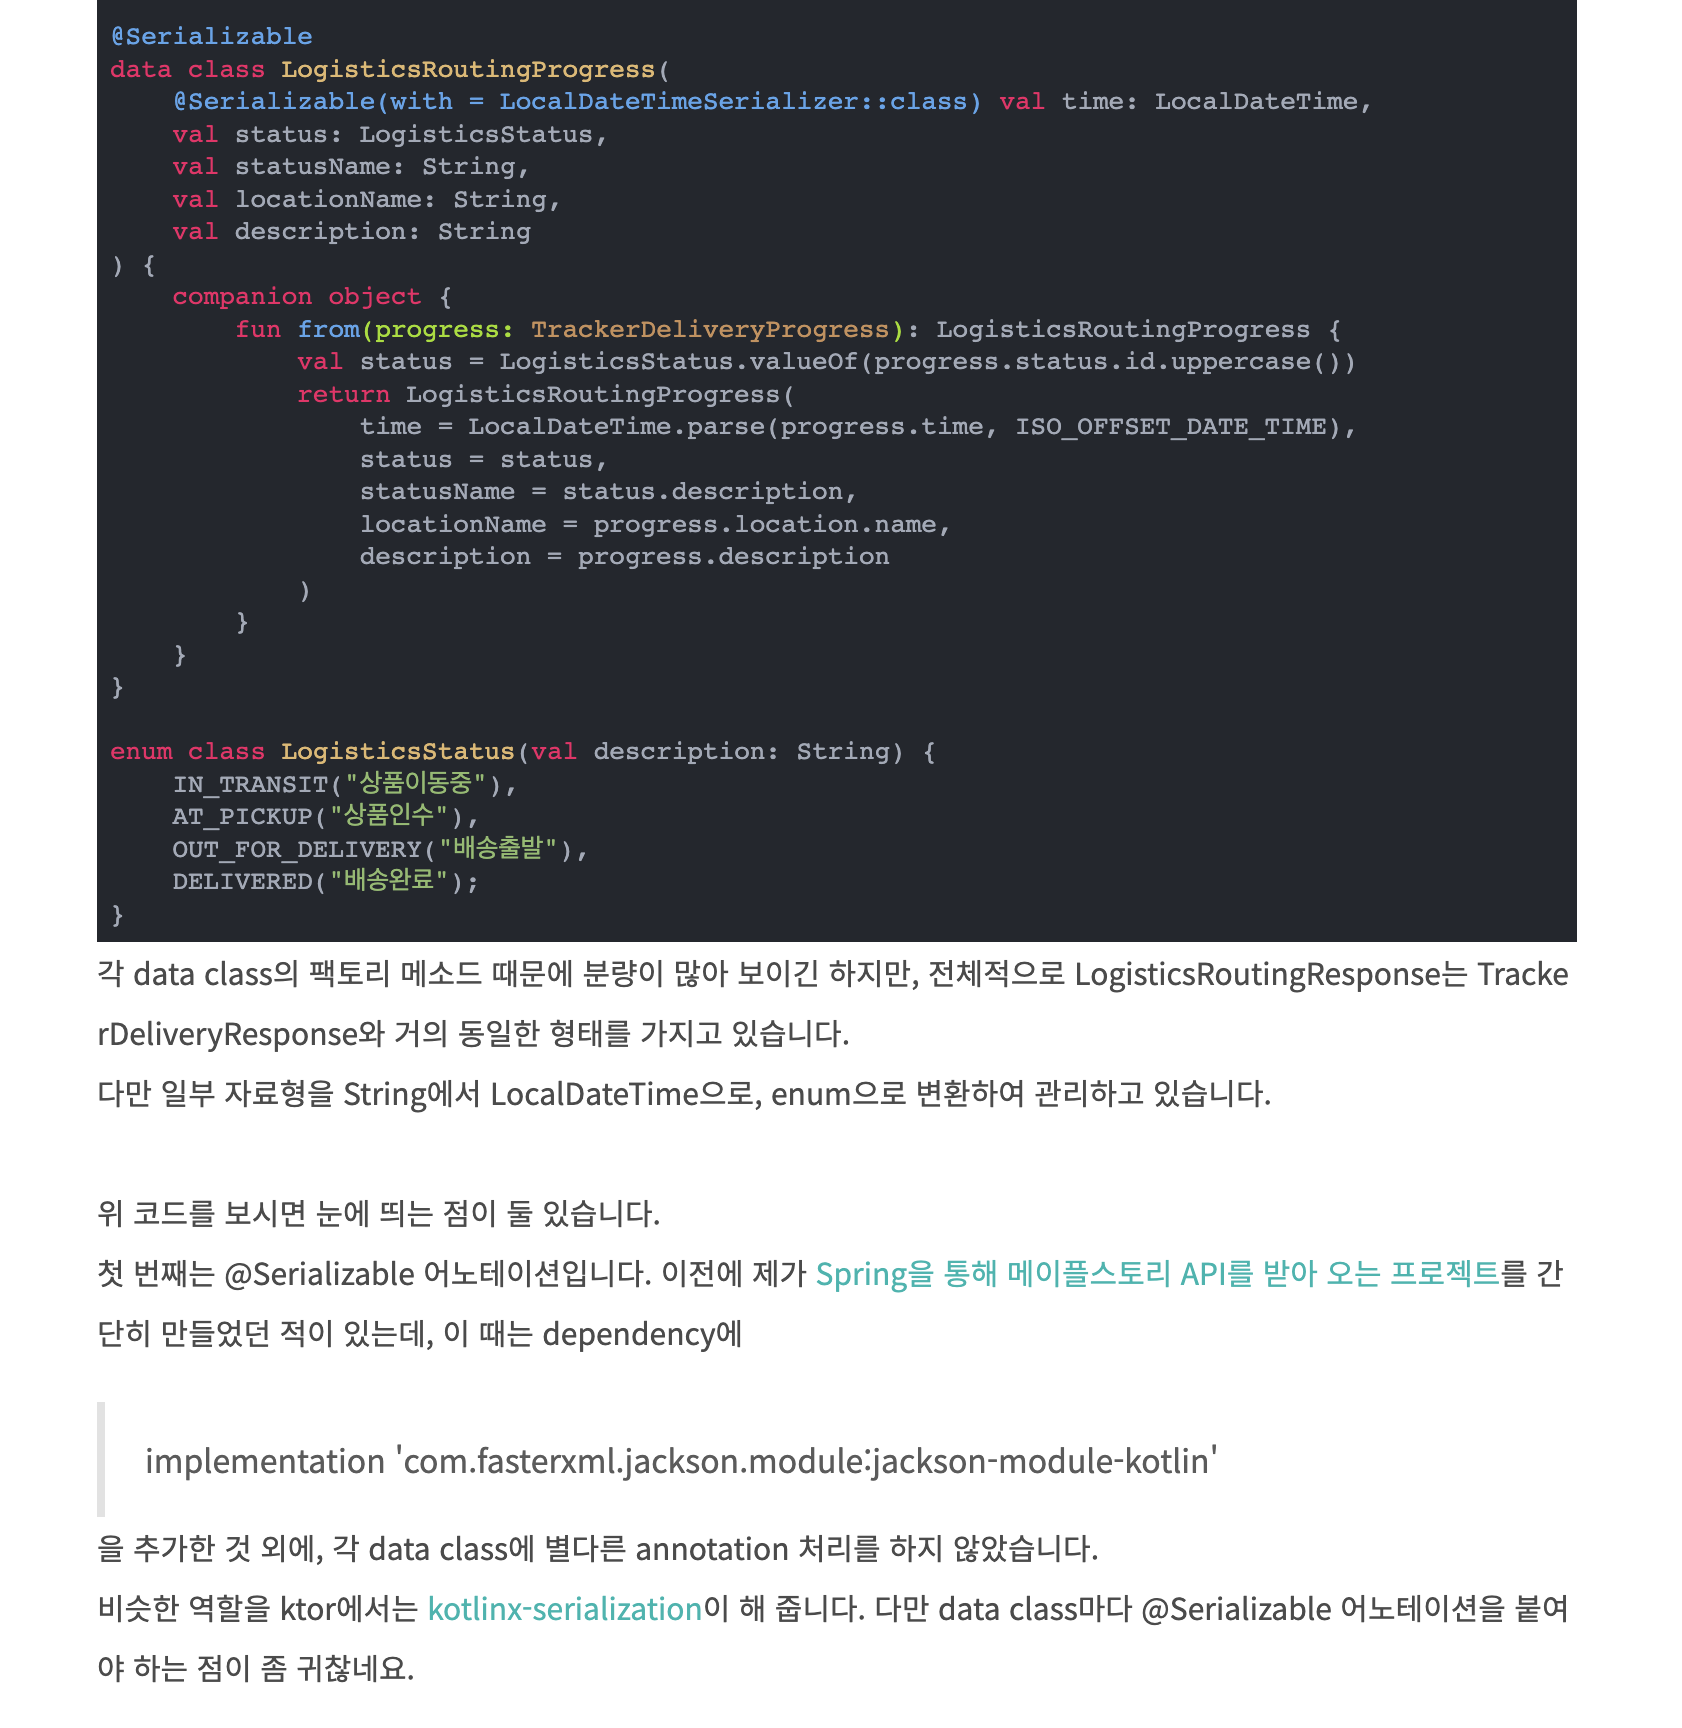 @Serializable
data class LogisticsRoutingProgress(
    @Serializable(with = LocalDateTimeSerializer::class) val time: LocalDateTime,
    val status: LogisticsStatus,
    val statusName: String,
    val locationName: String,
    val description: String
) {
    companion object {
        fun from(progress: TrackerDeliveryProgress): LogisticsRoutingProgress {
            val status = LogisticsStatus.valueOf(progress.status.id.uppercase())
            return LogisticsRoutingProgress(
                time = LocalDateTime.parse(progress.time, ISO_OFFSET_DATE_TIME),
                status = status,
                statusName = status.description,
                locationName = progress.location.name,
                description = progress.description
            )
        }
    }
}
enum class LogisticsStatus(val description: String) {
    IN_TRANSIT("상품이동중"),
    AT_PICKUP("상품인수"),
    OUT_FOR_DELIVERY("배송출발"),
    DELIVERED("배송완료");
}
각 data class의 팩토리 메소드 때문에 분량이 많아 보이긴 하지만, 전체적으로 LogisticsRoutingResponse는 Tracke
rDeliveryResponse와 거의 동일한 형태를 가지고 있습니다.
다만 일부 자료형을 String에서 LocalDateTime으로, enum으로 변환하여 관리하고 있습니다.
위 코드를 보시면 눈에 띄는 점이 둘 있습니다.
첫 번째는 @Serializable 어노테이션입니다. 이전에 제가 Spring을 통해 메이플스토리 API를 받아 오는 프로젝트를 간
단히 만들었던 적이 있는데, 이 때는 dependency에
implementation 'com.fasterxml.jackson.module:jackson-module-kotlin'
을 추가한 것 외에, 각 data class에 별다른 annotation 처리를 하지 않았습니다.
비슷한 역할을 ktor에서는 kotlinx-serialization이 해 줍니다. 다만 data class마다 @Serializable 어노테이션을 붙여
야 하는 점이 좀 귀찮네요.